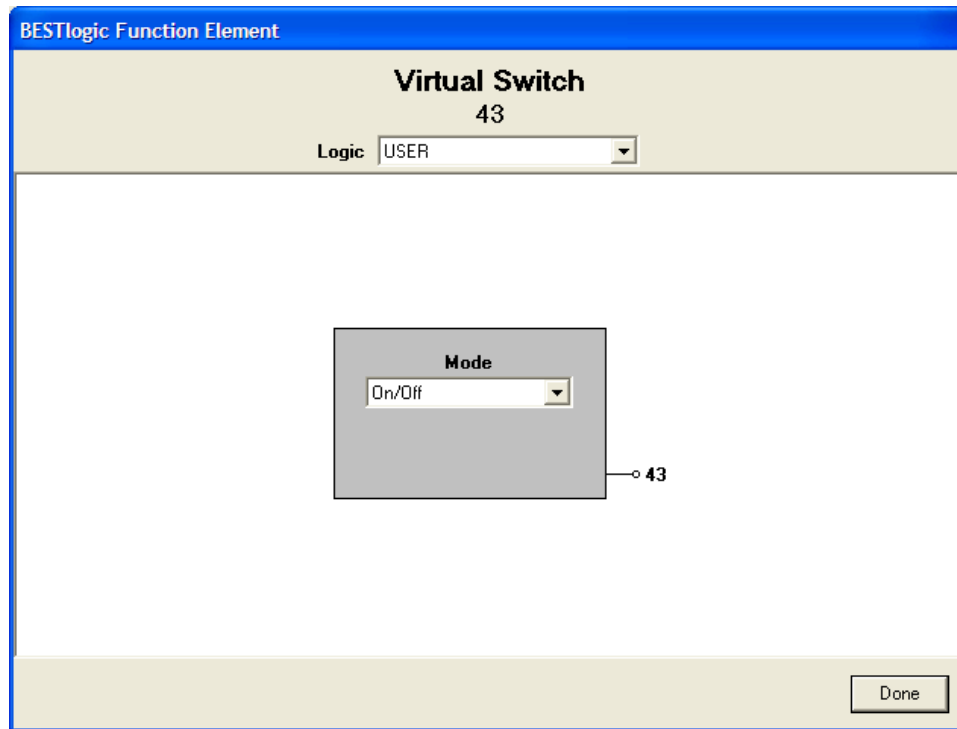 BESTlogic Function Element
Virtual Switch
43
Logic USER
Mode
On/Off
43
Done